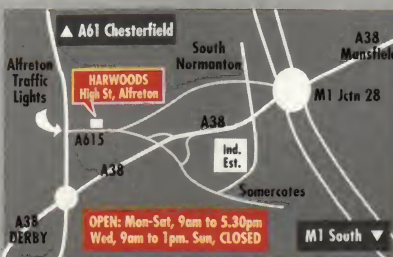 ▲ A61 Chesterfield
A38
Mansfield
South
Normanton
Alfreton
Traffic
Lights
HARWOODS
High St, Alfreton
M1 Jctn 28
A615
A38
A38
Ind.
Est.
Somercotes
A38
DERBY
OPEN: Mon-Sat, 9am to 5.30pm
Wed, 9am to 1pm. Sun, CLOSED
M1 South ▼